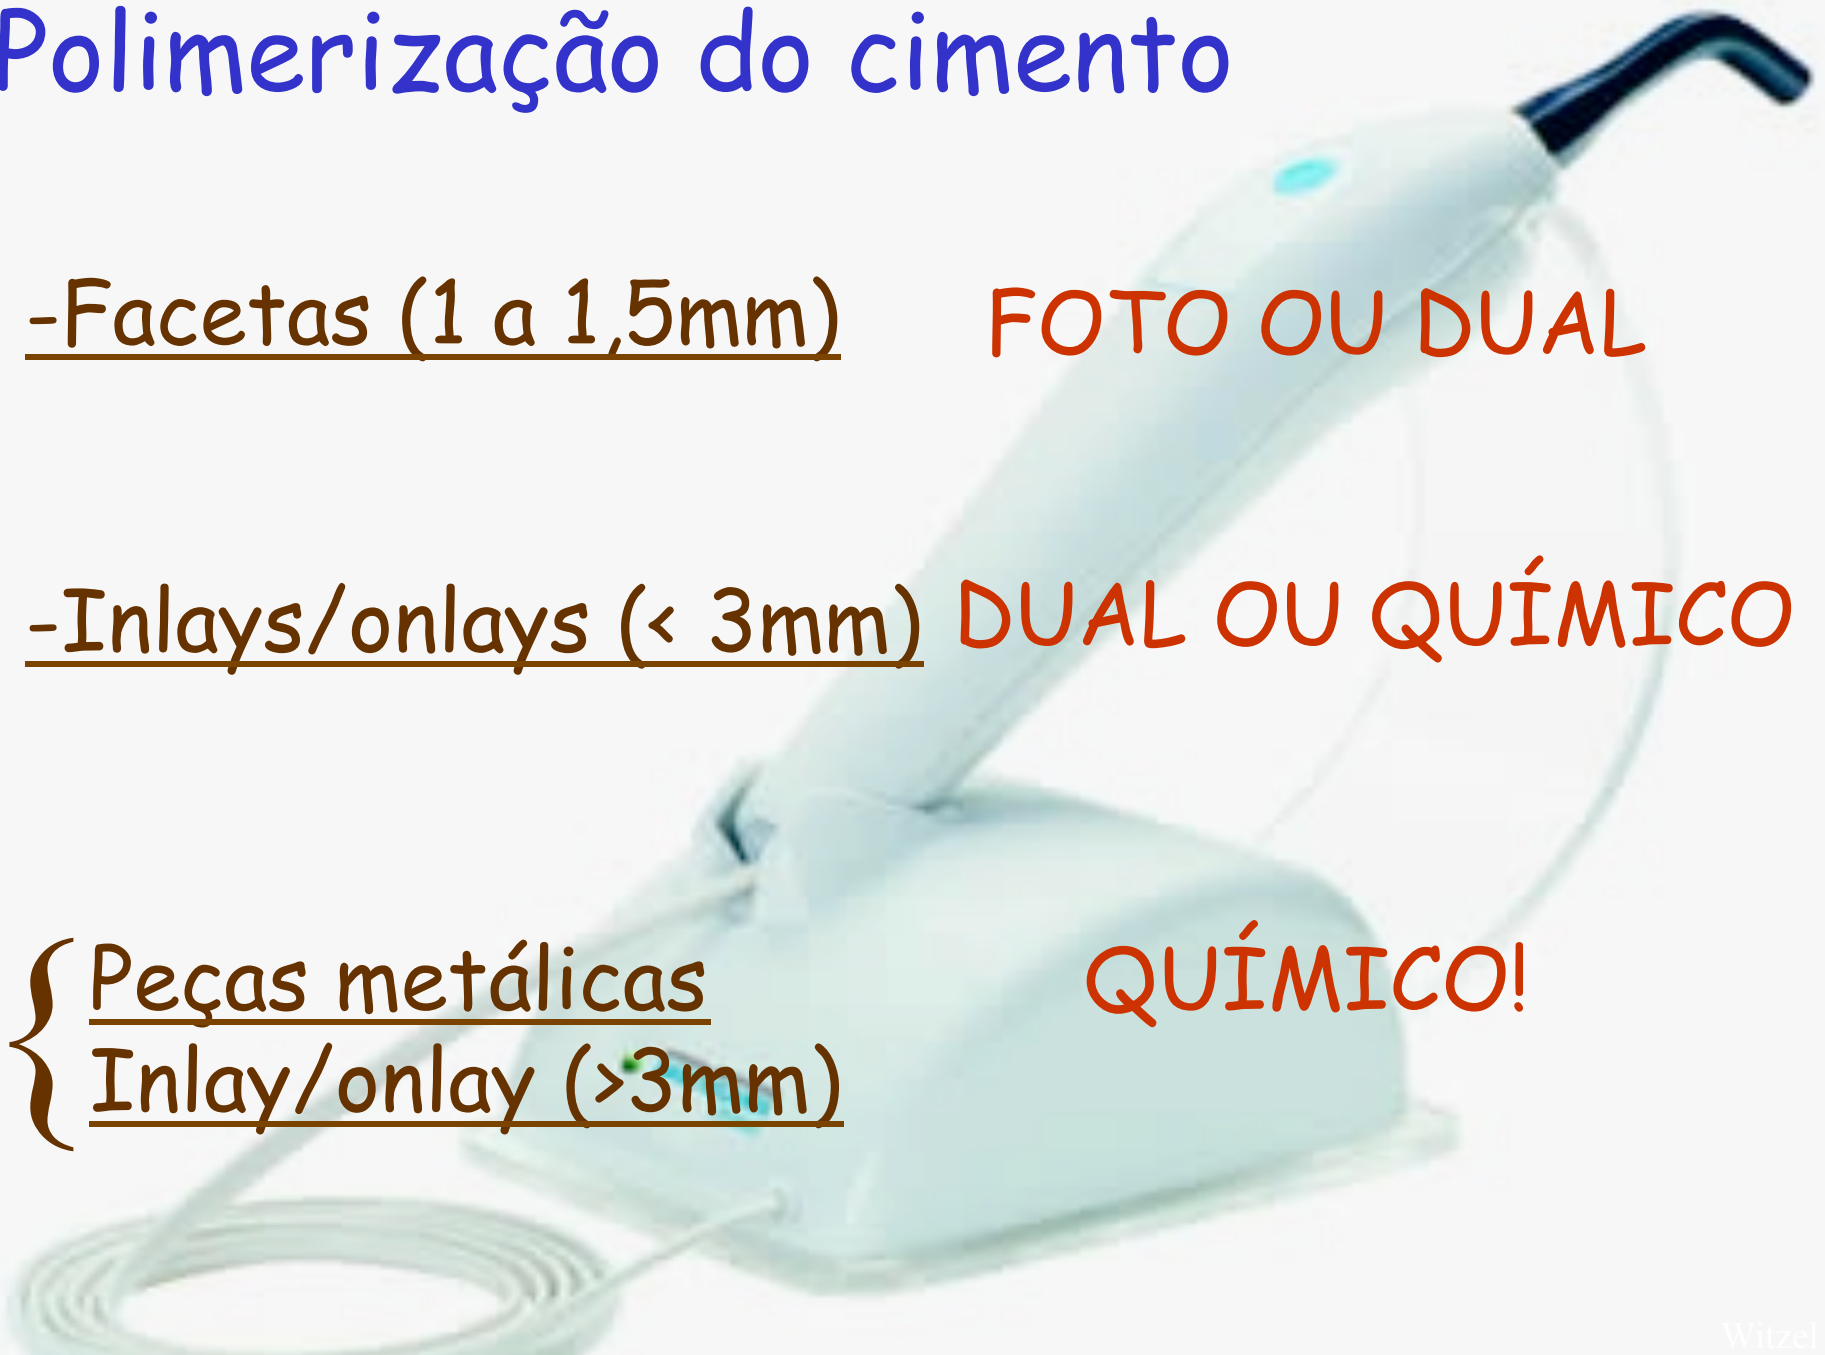 Polimerização do cimento
-Facetas (1 a 1,5mm) FOTO OU DUAL
-Inlays/onlays (< 3mm) DUAL OU QUÍMICO
Peças metálicas QUÍMICO!
Inlay/onlay (>3mm)
Witzel